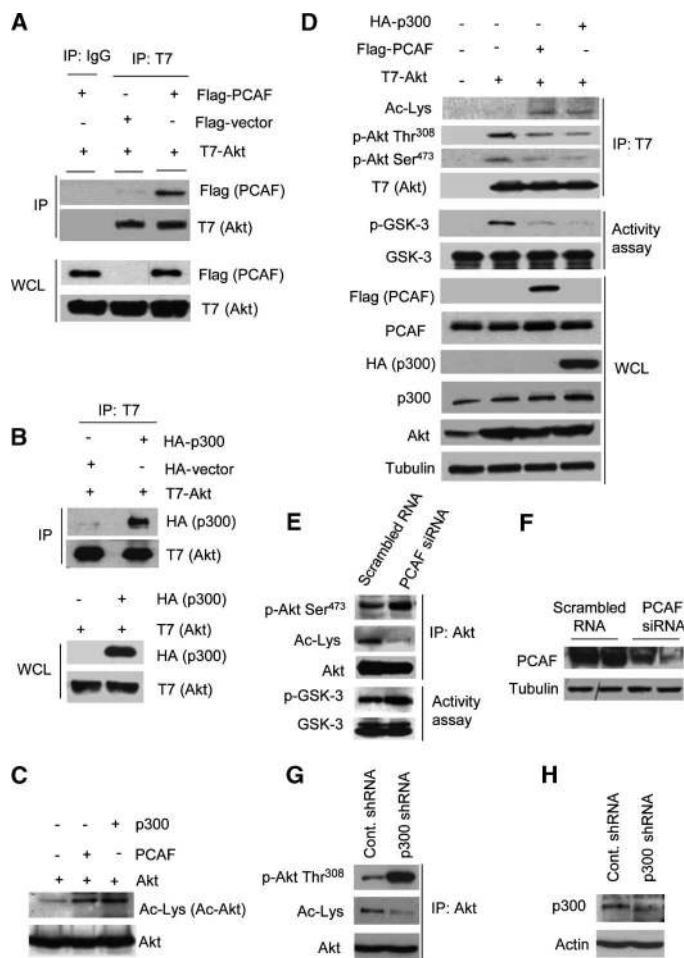 A
IP: IgG IP: T7
+ - + Flag-PCAF
- + - Flag-vector
+ + + T7-Akt
IP
Flag (PCAF)
T7 (Akt)
WCL
Flag (PCAF)
T7 (Akt)
B
IP: T7
- + HA-p300
+ - HA-vector
+ + T7-Akt
IP
HA (p300)
T7 (Akt)
- + HA (p300)
+ + T7 (Akt)
WCL
HA (p300)
T7 (Akt)
C
- - + p300
- + - PCAF
+ + + Akt
Ac-Lys (Ac-Akt)
Akt
D
HA-p300 - - - +
Flag-PCAF - - + -
T7-Akt - + + +
Ac-Lys
p-Akt Thr308
p-Akt Ser473
T7 (Akt)
IP: T7
p-GSK-3
GSK-3
Activity
assay
Flag (PCAF)
PCAF
HA (p300)
p300
Akt
Tubulin
WCL
E
Scrambled RNA
PCAF siRNA
p-Akt Ser473
Ac-Lys
Akt
IP: Akt
p-GSK-3
GSK-3
Activity
assay
F
Scrambled PCAF
RNA siRNA
PCAF
Tubulin
G
Cont. shRNA
p300 shRNA
p-Akt Thr308
Ac-Lys
Akt
IP: Akt
H
Cont. shRNA
p300 shRNA
p300
Actin